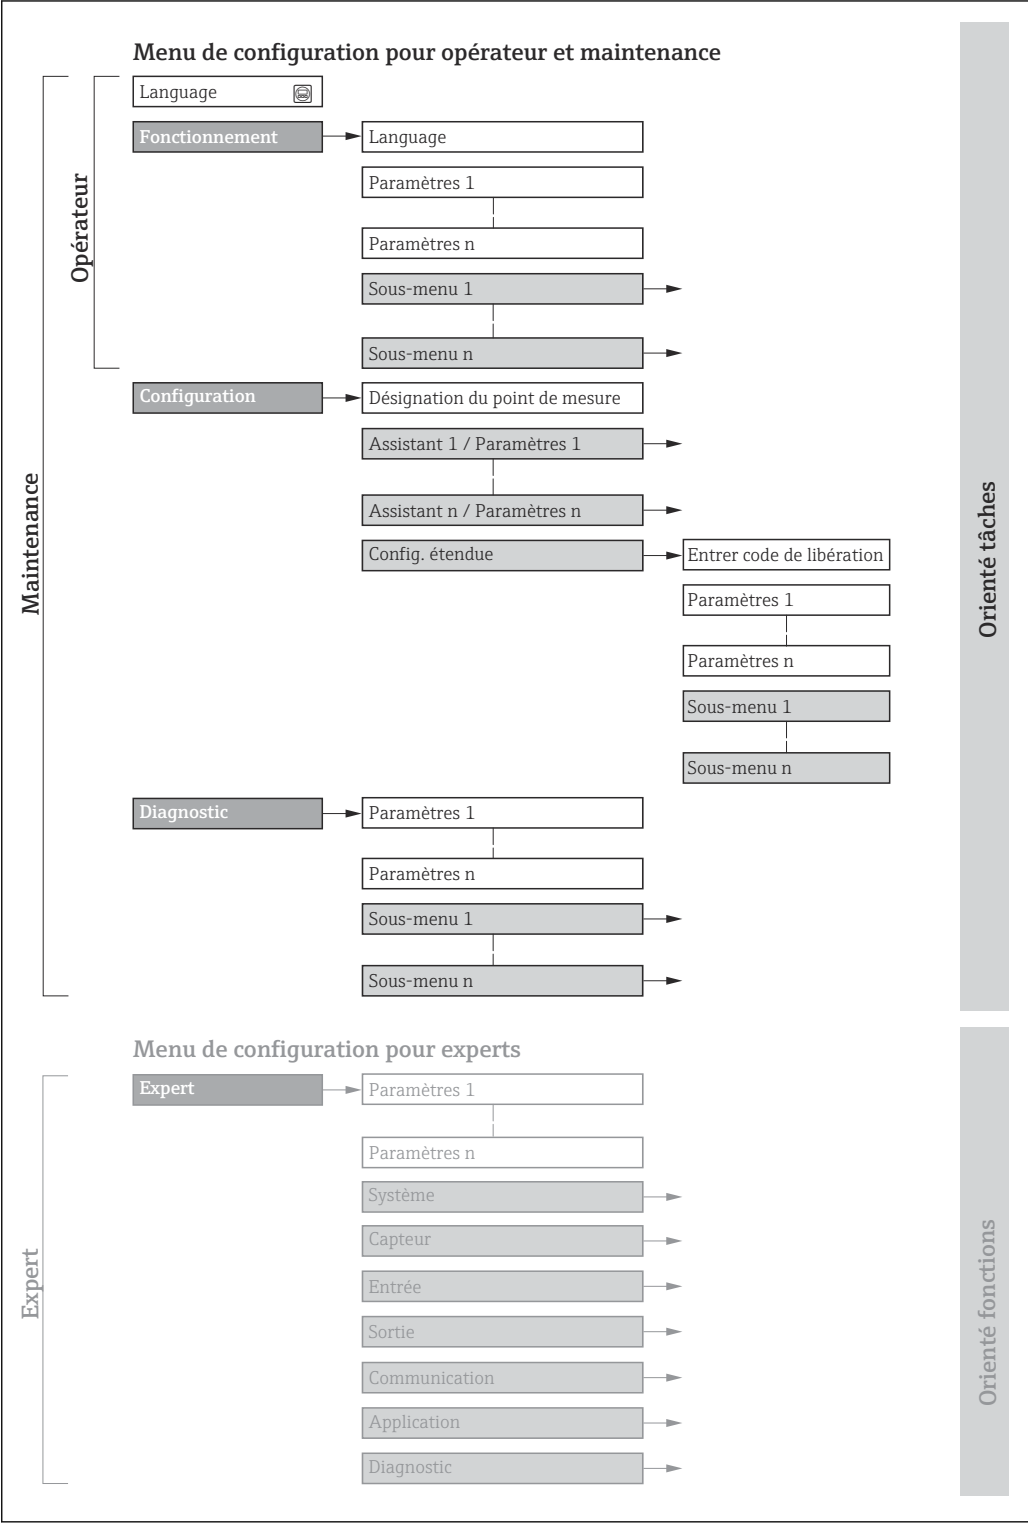 Menu de configuration pour opérateur et maintenance
Language
Fonctionnement
Language
Paramètres 1
Paramètres n
Sous-menu 1
Sous-menu n
Opérateur
Configuration
Désignation du point de mesure
Assistant 1 / Paramètres 1
Assistant n / Paramètres n
Config. étendue
Entrer code de libération
Paramètres 1
Paramètres n
Sous-menu 1
Sous-menu n
Maintenance
Orienté tâches
Diagnostic
Paramètres 1
Paramètres n
Sous-menu 1
Sous-menu n
Menu de configuration pour experts
Expert
Paramètres 1
Paramètres n
Système
Capteur
Entrée
Sortie
Communication
Application
Diagnostic
Expert
Orienté fonctions